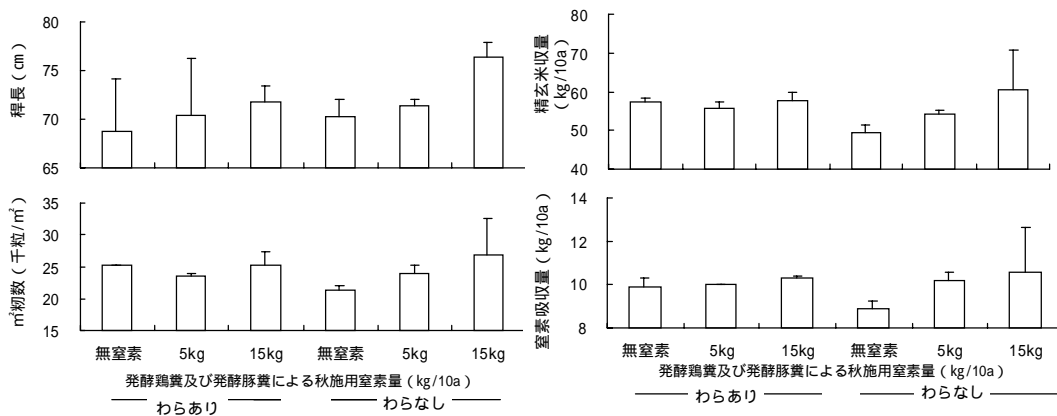 稈長（㎝）
80
75
70
65
精玄米収量
（kg/10a）
80
70
60
50
40
㎡籾数（千粒/㎡）
35
30
25
20
15
窒素吸収量（kg/10a）
14
12
10
8
無窒素 5kg 15kg 無窒素 5kg 15kg
発酵鶏糞及び発酵豚糞による秋施用窒素量（kg/10a）
わらあり わらなし
無窒素 5kg 15kg 無窒素 5kg 15kg
発酵鶏糞及び発酵豚糞による秋施用窒素量（kg/10a）
わらあり わらなし